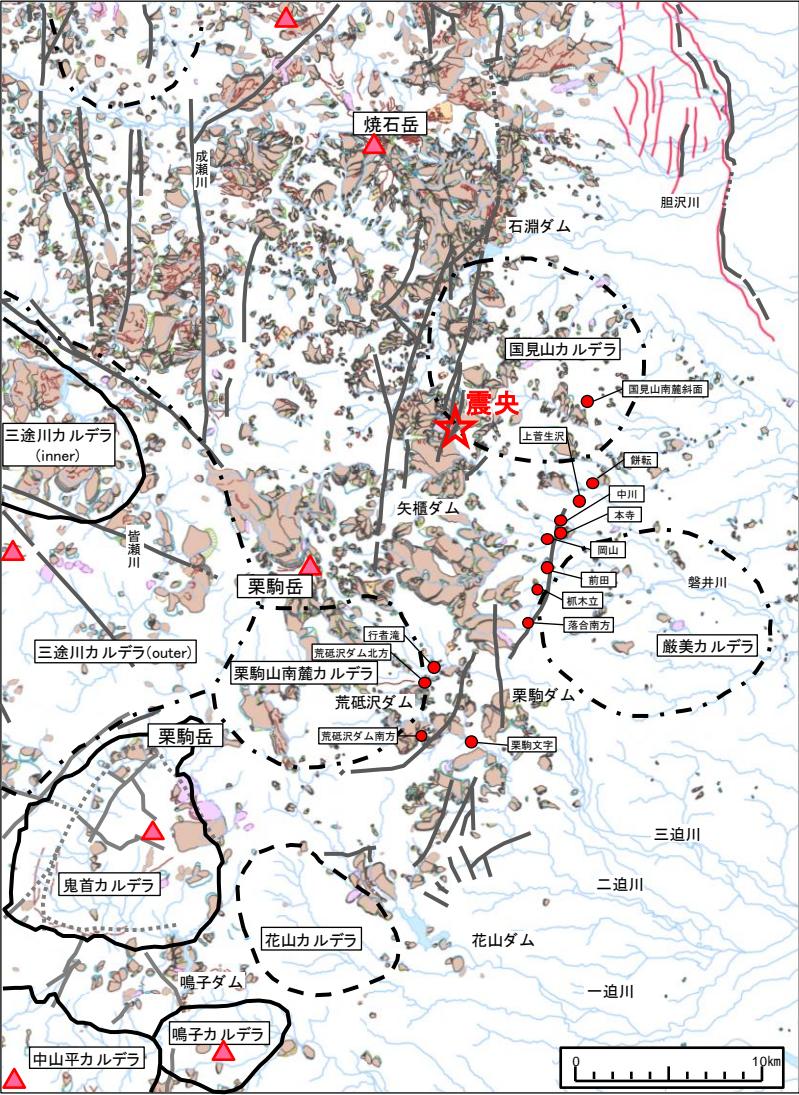 焼石岳
成瀬川
胆沢川
石淵ダム
国見山カルデラ
国見山南麓斜面
震央
三途川カルデラ
(inner)
上菅生沢
餅転
中川
矢櫃ダム
本寺
皆瀬川
岡山
栗駒岳
前田
磐井川
柧木立
落合南方
行者滝
厳美カルデラ
三途川カルデラ(outer)
荒砥沢ダム北方
栗駒山南麓カルデラ
荒砥沢ダム
栗駒ダム
栗駒岳
荒砥沢ダム南方
栗駒文字
三迫川
鬼首カルデラ
二迫川
花山カルデラ
花山ダム
鳴子ダム
一迫川
鳴子カルデラ
中山平カルデラ
0 10km